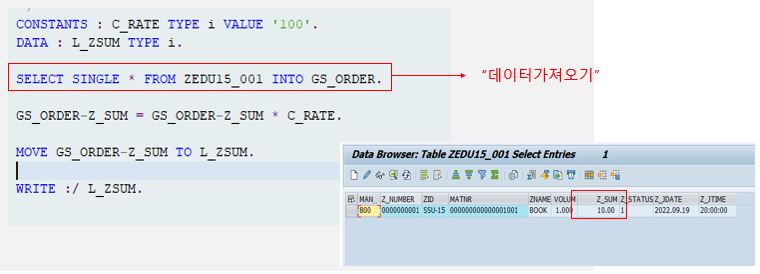 CONSTANTS : C_RATE TYPE i VALUE '100'.
DATA : L_ZSUM TYPE i.
SELECT SINGLE * FROM ZEDU15_001 INTO GS_ORDER.
“데이터가져오기”
GS_ORDER-Z_SUM = GS_ORDER-Z_SUM * C_RATE.
MOVE GS_ORDER-Z_SUM TO L_ZSUM.
WRITE :/ L_ZSUM.
Data Browser: Table ZEDU15_001 Select Entries 1
MAN Z_NUMBER ZID MATNR ZNAME VOLUM Z_SUM Z_STATUS Z_JDATE Z_JTIME
800 0000000001 SSU-15 000000000000001001 BOOK 1.000 10.00 1 2022.09.19 20:00:00